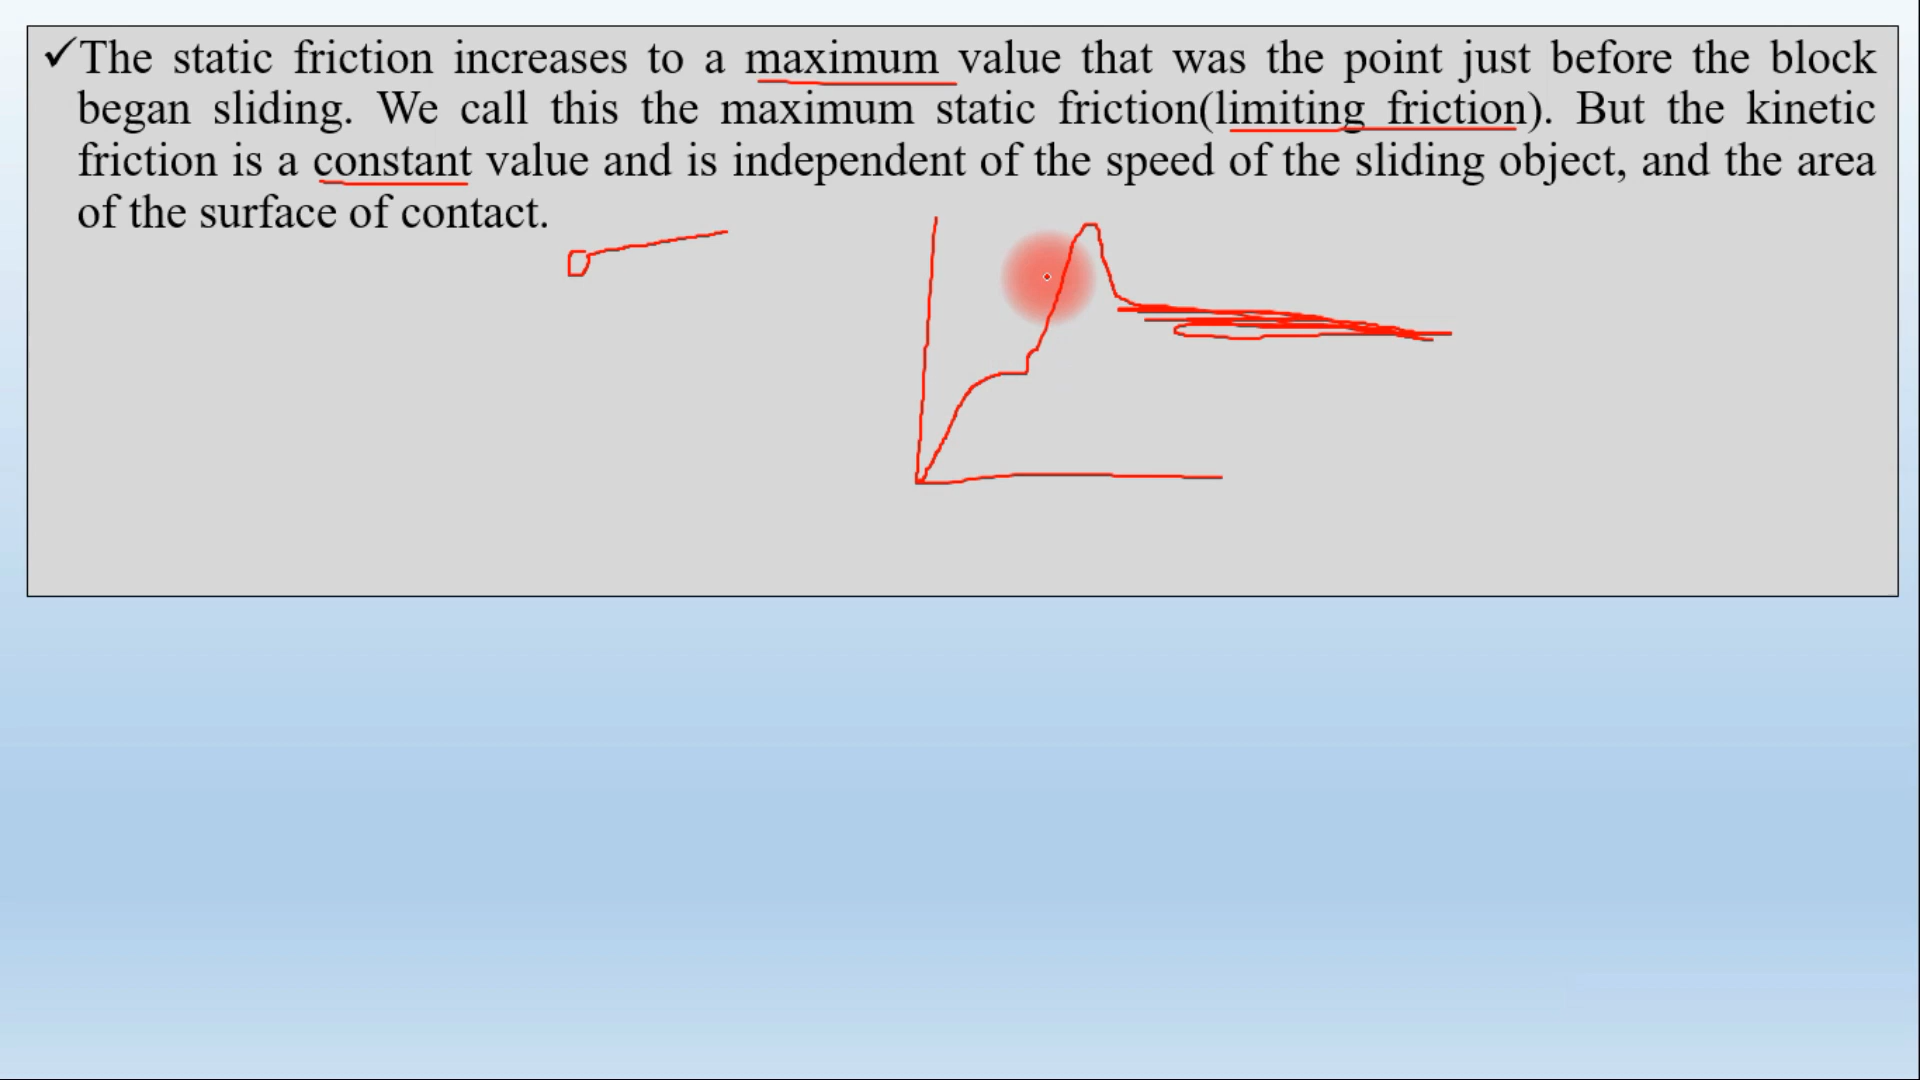 ✓The static friction increases to a maximum value that was the point just before the block
began sliding. We call this the maximum static friction(limiting friction). But the kinetic
friction is a constant value and is independent of the speed of the sliding object, and the area
of the surface of contact.